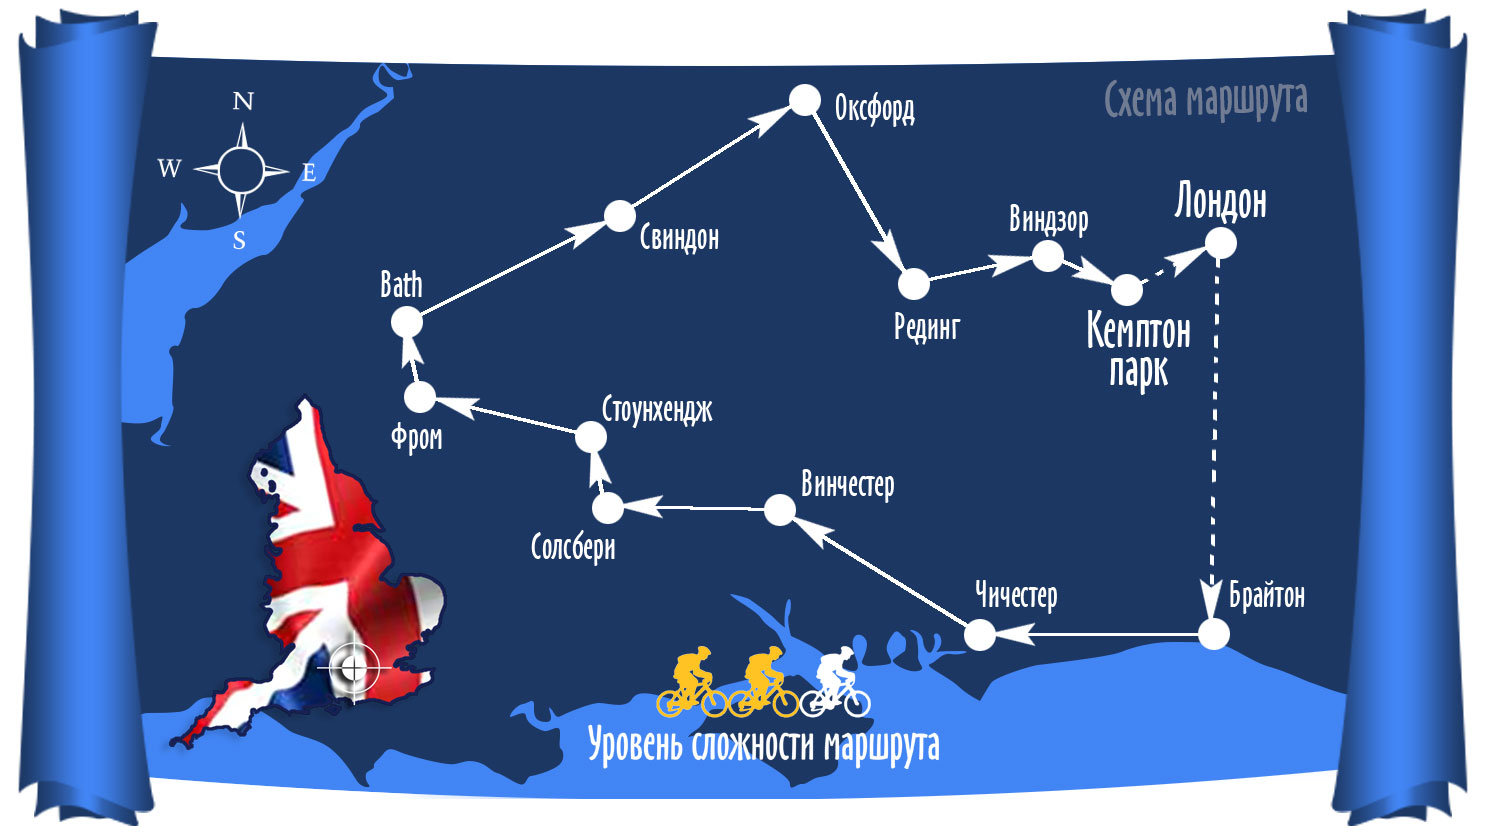 Схема маршрута
N
W
E
S
Оксфорд
Свиндон
Виндзор
Лондон
Bath
Рединг
Кемптон
парк
Фром
Стоунхендж
Винчестер
Солсбери
Чичестер
Брайтон
Уровень сложности маршрута